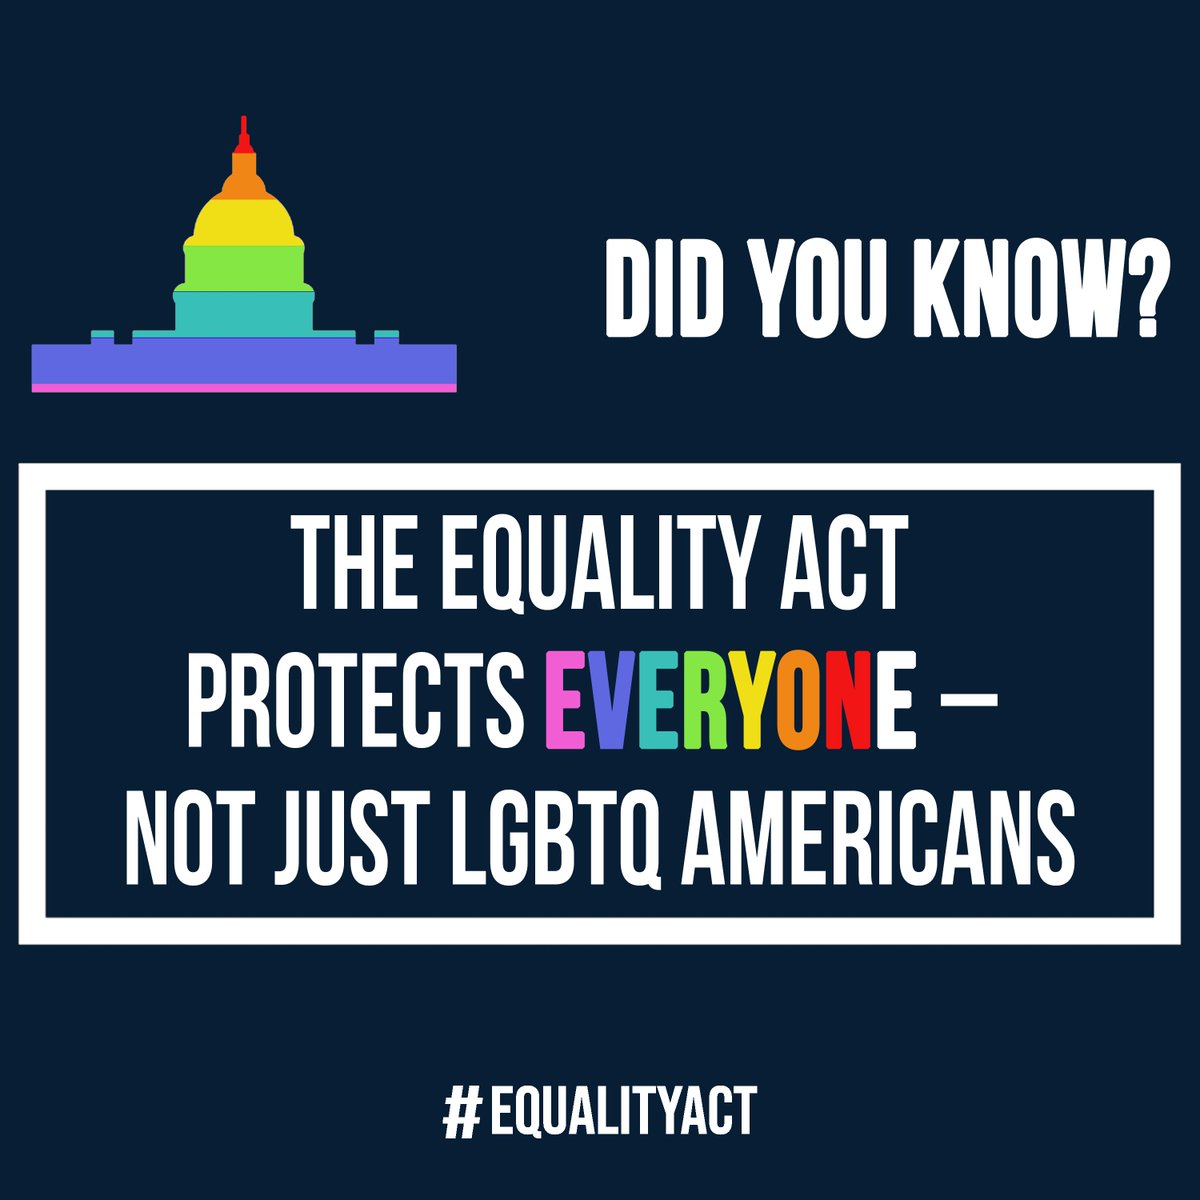 DID YOU KNOW?
THE EQUALITY ACT
PROTECTS EVERYONE –
NOT JUST LGBTQ AMERICANS
#EQUALITYACT